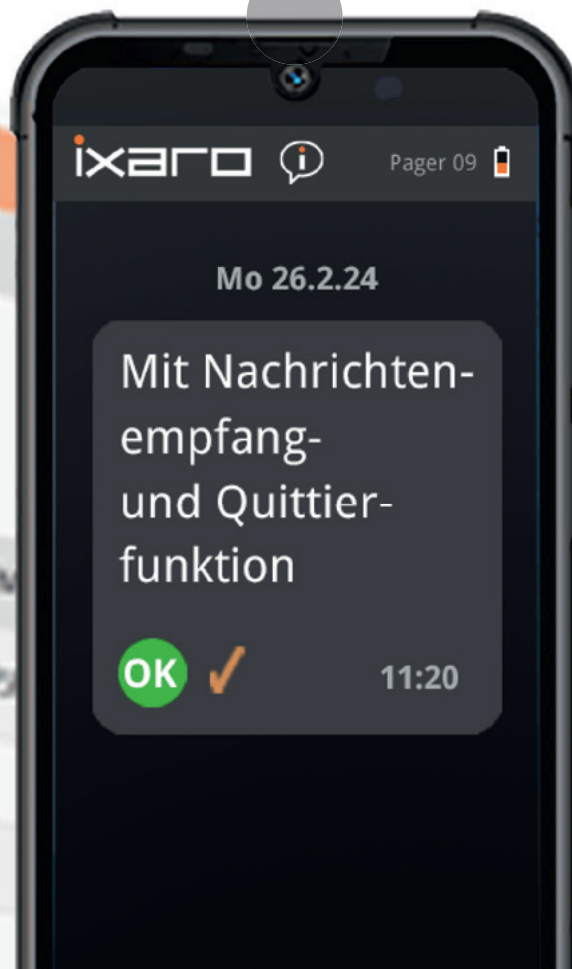 ixaro i Pager 09
Mo 26.2.24
Mit Nachrichten-
empfang-
und Quittier-
funktion
OK 11:20